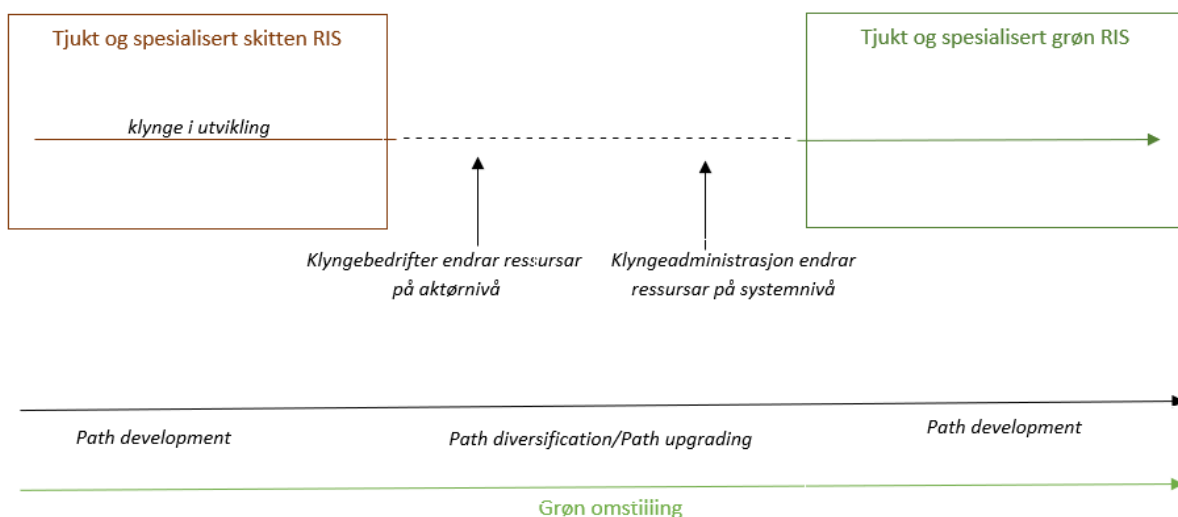 Tjukt og spesialisert skitten RIS
Tjukt og spesialisert grøn RIS
klynge i utvikling
Klyngebedrifter endrar ressursar
på aktørnivå
Klyngeadministrasjon endrar
ressursar på systemnivå
Path development
Path diversification/Path upgrading
Path development
Grøn omstilling